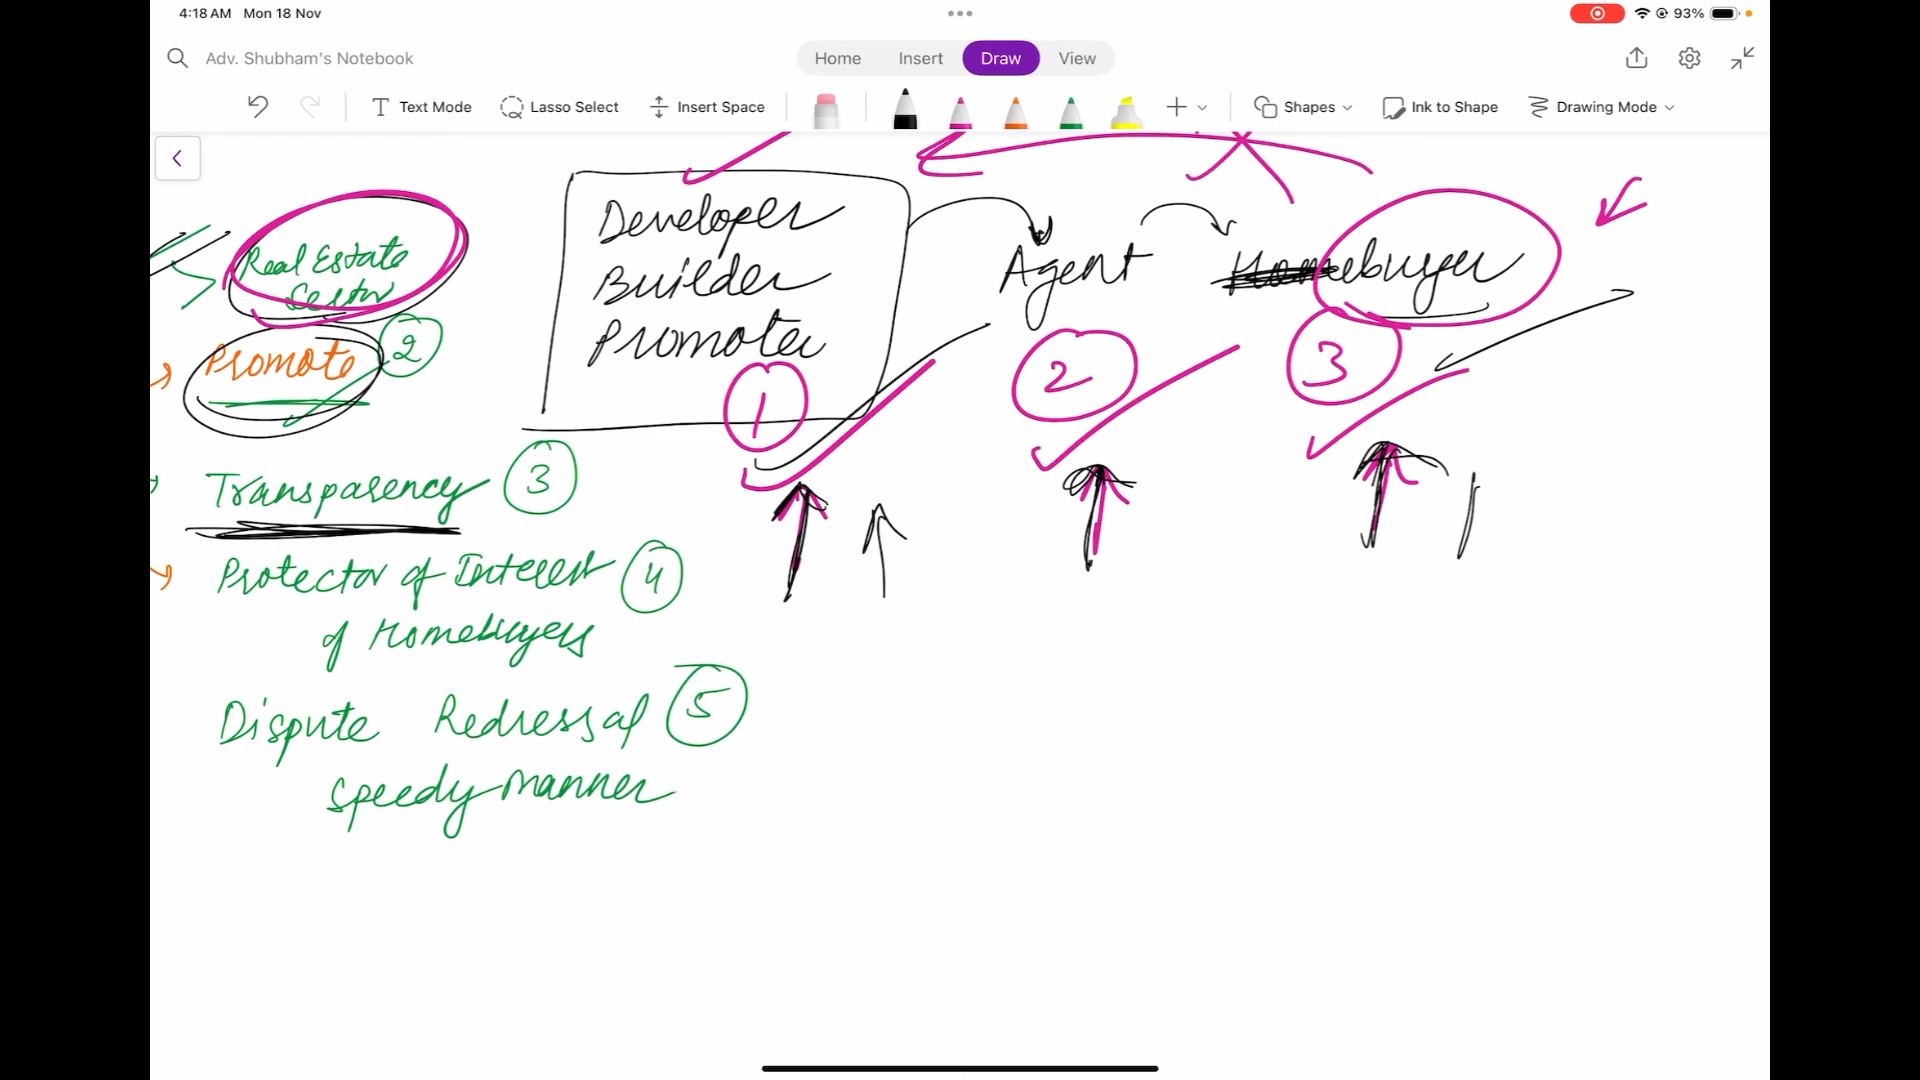 4:18 AM Mon 18 Nov
93%
Adv. Shubham's Notebook
Home Insert Draw View
Text Mode Lasso Select Insert Space Shapes Ink to Shape Drawing Mode
Real Estate
Sector
Promote 2
Transparency 3
Protector of Interest 4
of Homebuyers
Dispute Redressal 5
speedy manner
Developer
Builder
Promoter
1
Agent
2
Homebuyer
3